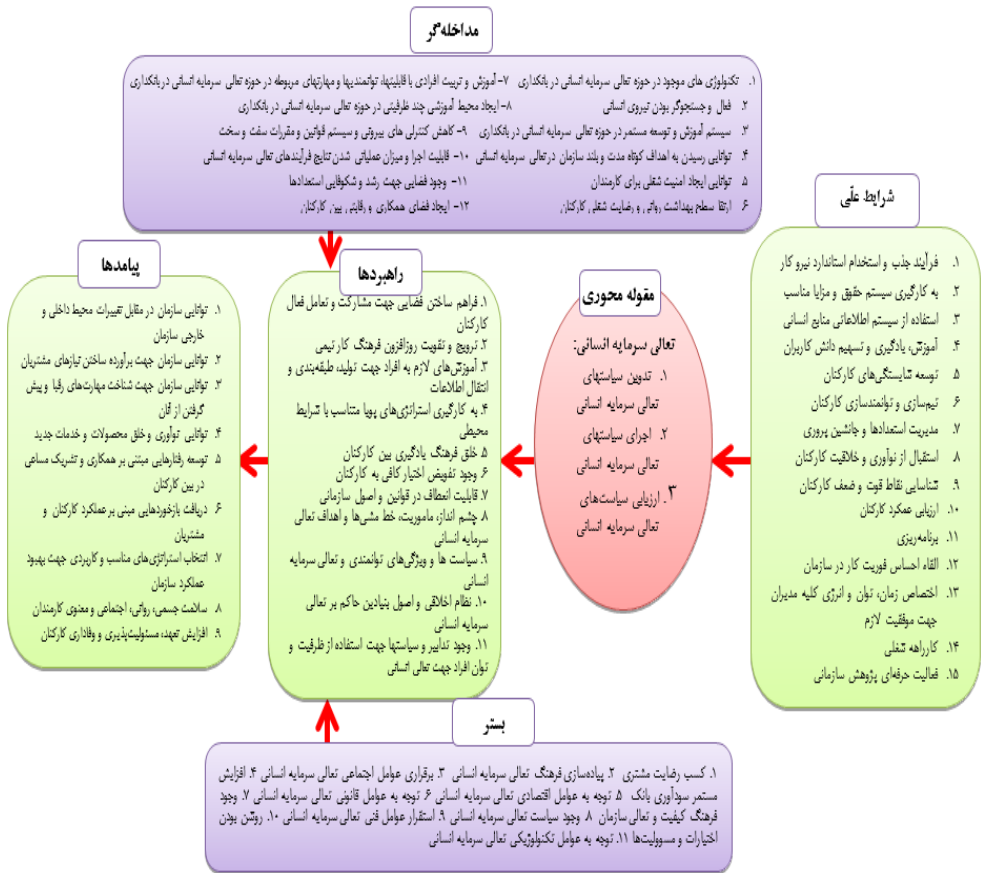 مداخله‌گر
۱. تکنولوژی های موجود در حوزه تعالی سرمایه انسانی در بانکداری
۲. فعال و جستجوگر بودن نیروی انسانی
۳. سیستم آموزش و توسعه مستمر در حوزه تعالی سرمایه انسانی در بانکداری
۴. توانایی رسیدن به اهداف کوتاه مدت و بلند سازمان در تعالی سرمایه انسانی
۵. توانایی ایجاد امنیت شغلی برای کارمندان
۶. ارتقا سطح بهداشت روانی و رضایت شغلی کارکنان
۷- آموزش و تربیت افرادی با قابلیتها، توانمندیها و مهارتهای مربوطه در حوزه تعالی سرمایه انسانی در بانکداری
۸- ایجاد محیط آموزشی چند ظرفیتی در حوزه تعالی سرمایه انسانی در بانکداری
۹- کاهش کنترلی های بیرونی و سیستم قوانین و مقررات سفت و سخت
۱۰- قابلیت اجرا و میزان عملیاتی شدن نتایج فرآیندهای تعالی سرمایه انسانی
۱۱- وجود فضایی جهت رشد و شکوفایی استعدادها
۱۲- ایجاد فضای همکاری و رقابتی بین کارکنان
شرایط علّی
۱. فرآیند جذب و استخدام استاندارد نیرو کار
۲. به کارگیری سیستم حقوق و مزایا مناسب
۳. استفاده از سیستم اطلاعاتی منابع انسانی
۴. آموزش، یادگیری و تسهیم دانش کاربران
۵. توسعه شایستگی‌های کارکنان
۶. تیم‌سازی و توانمندسازی کارکنان
۷. مدیریت استعدادها و جانشین پروری
۸. استقبال از نوآوری و خلاقیت کارکنان
۹. شناسایی نقاط قوت و ضعف کارکنان
۱۰. ارزیابی عمکرد کارکنان
۱۱. برنامه‌ریزی
۱۲. القاء احساس فوریت کار در سازمان
۱۳. اختصاص زمان، توان و انرژی کلیه مدیران
جهت موفقیت لازم
۱۴. کارراهه شغلی
۱۵. فعالیت حرفه‌ای پژوهش سازمانی
مقوله محوری
تعالی سرمایه انسانی:
۱. تدوین سیاستهای
تعالی سرمایه انسانی
۲. اجرای سیاستهای
تعالی سرمایه انسانی
۳. ارزیابی سیاست‌های
تعالی سرمایه انسانی
راهبردها
۱. فراهم ساختن فضایی جهت مشارکت و تعامل فعال
کارکنان
۲. ترویج و تقویت روزافزون فرهنگ کار تیمی
۳. آموزش‌های لازم به افراد جهت تولید، طبقه‌بندی و
انتقال اطلاعات
۴. به کارگیری استراتژی‌های پویا متناسب با شرایط
محیطی
۵. خلق فرهنگ یادگیری بین کارکنان
۶. وجود تفویض اختیار کافی به کارکنان
۷. قابلیت انعطاف در قوانین و اصول سازمانی
۸. چشم انداز، ماموریت، خط مشی‌ها و اهداف تعالی
سرمایه انسانی
۹. سیاست ها و ویژگی‌های توانمندی و تعالی سرمایه
انسانی
۱۰. نظام اخلاقی و اصول بنیادین حاکم بر تعالی
سرمایه انسانی
۱۱. وجود تدابیر و سیاستها جهت استفاده از ظرفیت و
توان افراد جهت تعالی انسانی
پیامدها
۱. توانایی سازمان در مقابل تغییرات محیط داخلی و
خارجی سازمان
۲. توانایی سازمان جهت برآورده ساختن نیازهای مشتریان
۳. توانایی سازمان جهت شناخت مهارت‌های رقبا و پیش
گرفتن از آنان
۴. توانایی نوآوری و خلق محصولات و خدمات جدید
۵. توسعه رفتارهایی مبتنی بر همکاری و تشریک مساعی
در بین کارکنان
۶. دریافت بازخوردهایی مبنی بر عملکرد کارکنان و
مشتریان
۷. انتخاب استراتژی‌های مناسب و کاربردی جهت بهبود
عملکرد سازمان
۸. سلامت جسمی، روانی، اجتماعی و معنوی کارمندان
۹. افزایش تعهد، مسئولیت‌پذیری و وفاداری کارکنان
بستر
۱. کسب رضایت مشتری ۲. پیاده‌سازی فرهنگ تعالی سرمایه انسانی ۳. برقراری عوامل اجتماعی تعالی سرمایه انسانی ۴. افزایش
مستمر سودآوری بانک ۵. توجه به عوامل اقتصادی تعالی سرمایه انسانی ۶. توجه به عوامل قانونی تعالی سرمایه انسانی ۷. وجود
فرهنگ کیفیت و تعالی سازمان ۸. وجود سیاست تعالی سرمایه انسانی ۹. استقرار عوامل فنی تعالی سرمایه انسانی ۱۰. روشن بودن
اختیارات و مسوولیت‌ها ۱۱. توجه به عوامل تکنولوژیکی تعالی سرمایه انسانی